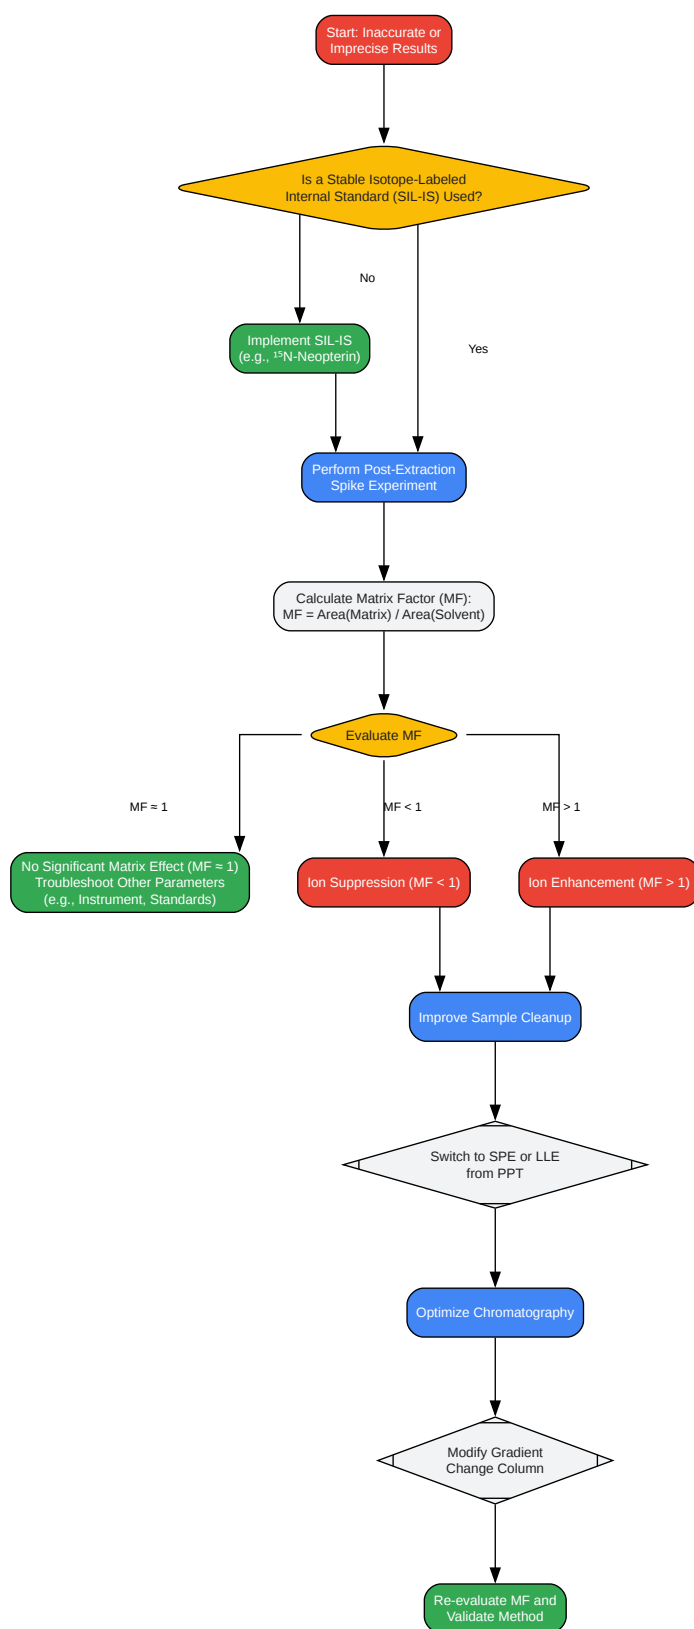 Start: Inaccurate or
Imprecise Results
Is a Stable Isotope-Labeled
Internal Standard (SIL-IS) Used?
No
Yes
Implement SIL-IS
(e.g., ¹⁵N-Neopterin)
Perform Post-Extraction
Spike Experiment
Calculate Matrix Factor (MF):
MF = Area(Matrix) / Area(Solvent)
Evaluate MF
MF ≈ 1
MF < 1
MF > 1
No Significant Matrix Effect (MF ≈ 1)
Troubleshoot Other Parameters
(e.g., Instrument, Standards)
Ion Suppression (MF < 1)
Ion Enhancement (MF > 1)
Improve Sample Cleanup
Switch to SPE or LLE
from PPT
Optimize Chromatography
Modify Gradient
Change Column
Re-evaluate MF and
Validate Method